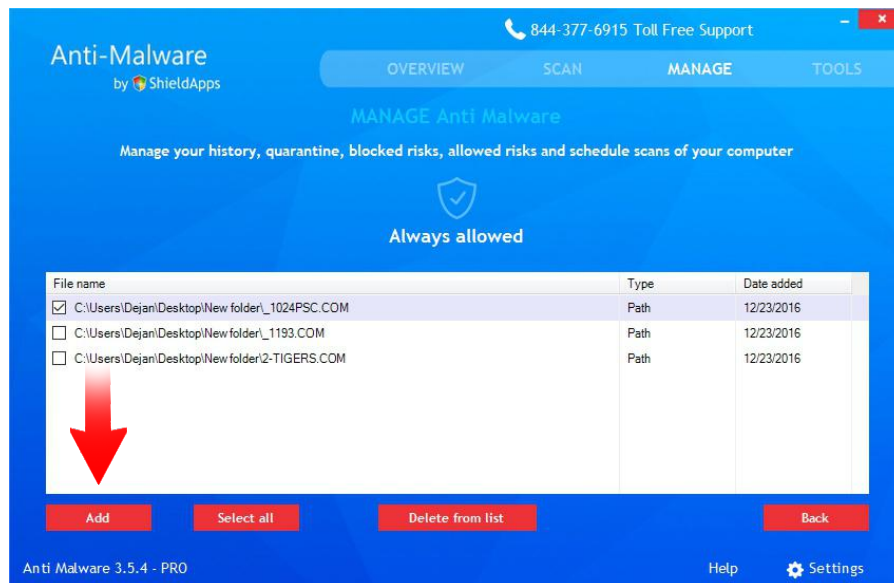 844-377-6915 Toll Free Support
Anti-Malware
by ShieldApps
OVERVIEW SCAN MANAGE TOOLS
MANAGE Anti Malware
Manage your history, quarantine, blocked risks, allowed risks and schedule scans of your computer
Always allowed
File name Type Date added
C:\Users\Dejan\Desktop\New folder\_1024PSC.COM Path 12/23/2016
C:\Users\Dejan\Desktop\New folder\_1193.COM Path 12/23/2016
C:\Users\Dejan\Desktop\New folder\2-TIGERS.COM Path 12/23/2016
Add Select all Delete from list Back
Anti Malware 3.5.4 - PRO Help Settings